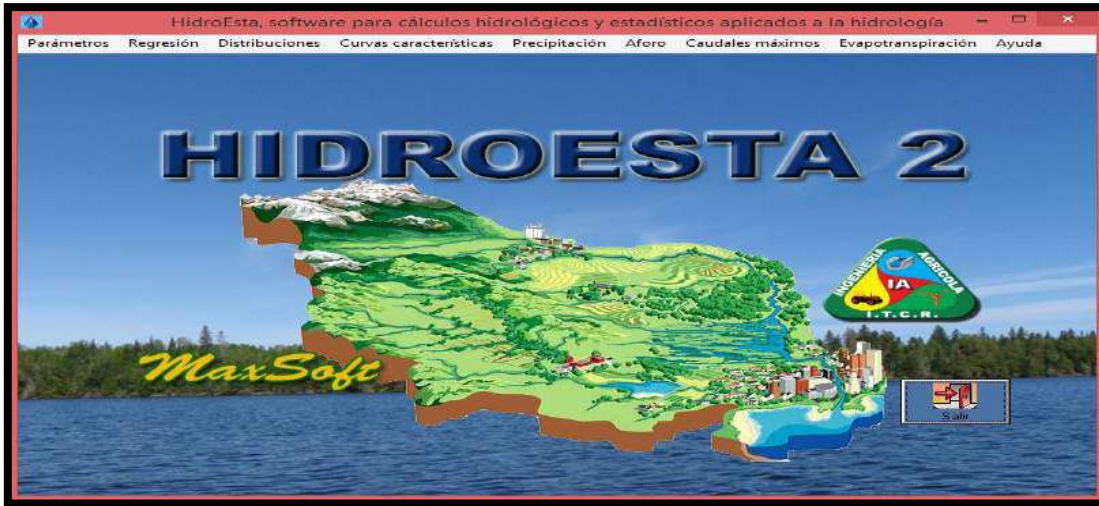 HidroEsta, software para cálculos hidrológicos y estadísticos aplicados a la hidrología
Parámetros Regresión Distribuciones Curvas características Precipitación Aforo Caudales máximos Evapotranspiración Ayuda
HIDROESTA 2
INGENIERIA AGRICOLA
IA
I.T.C.R.
MaxSoft
Salir